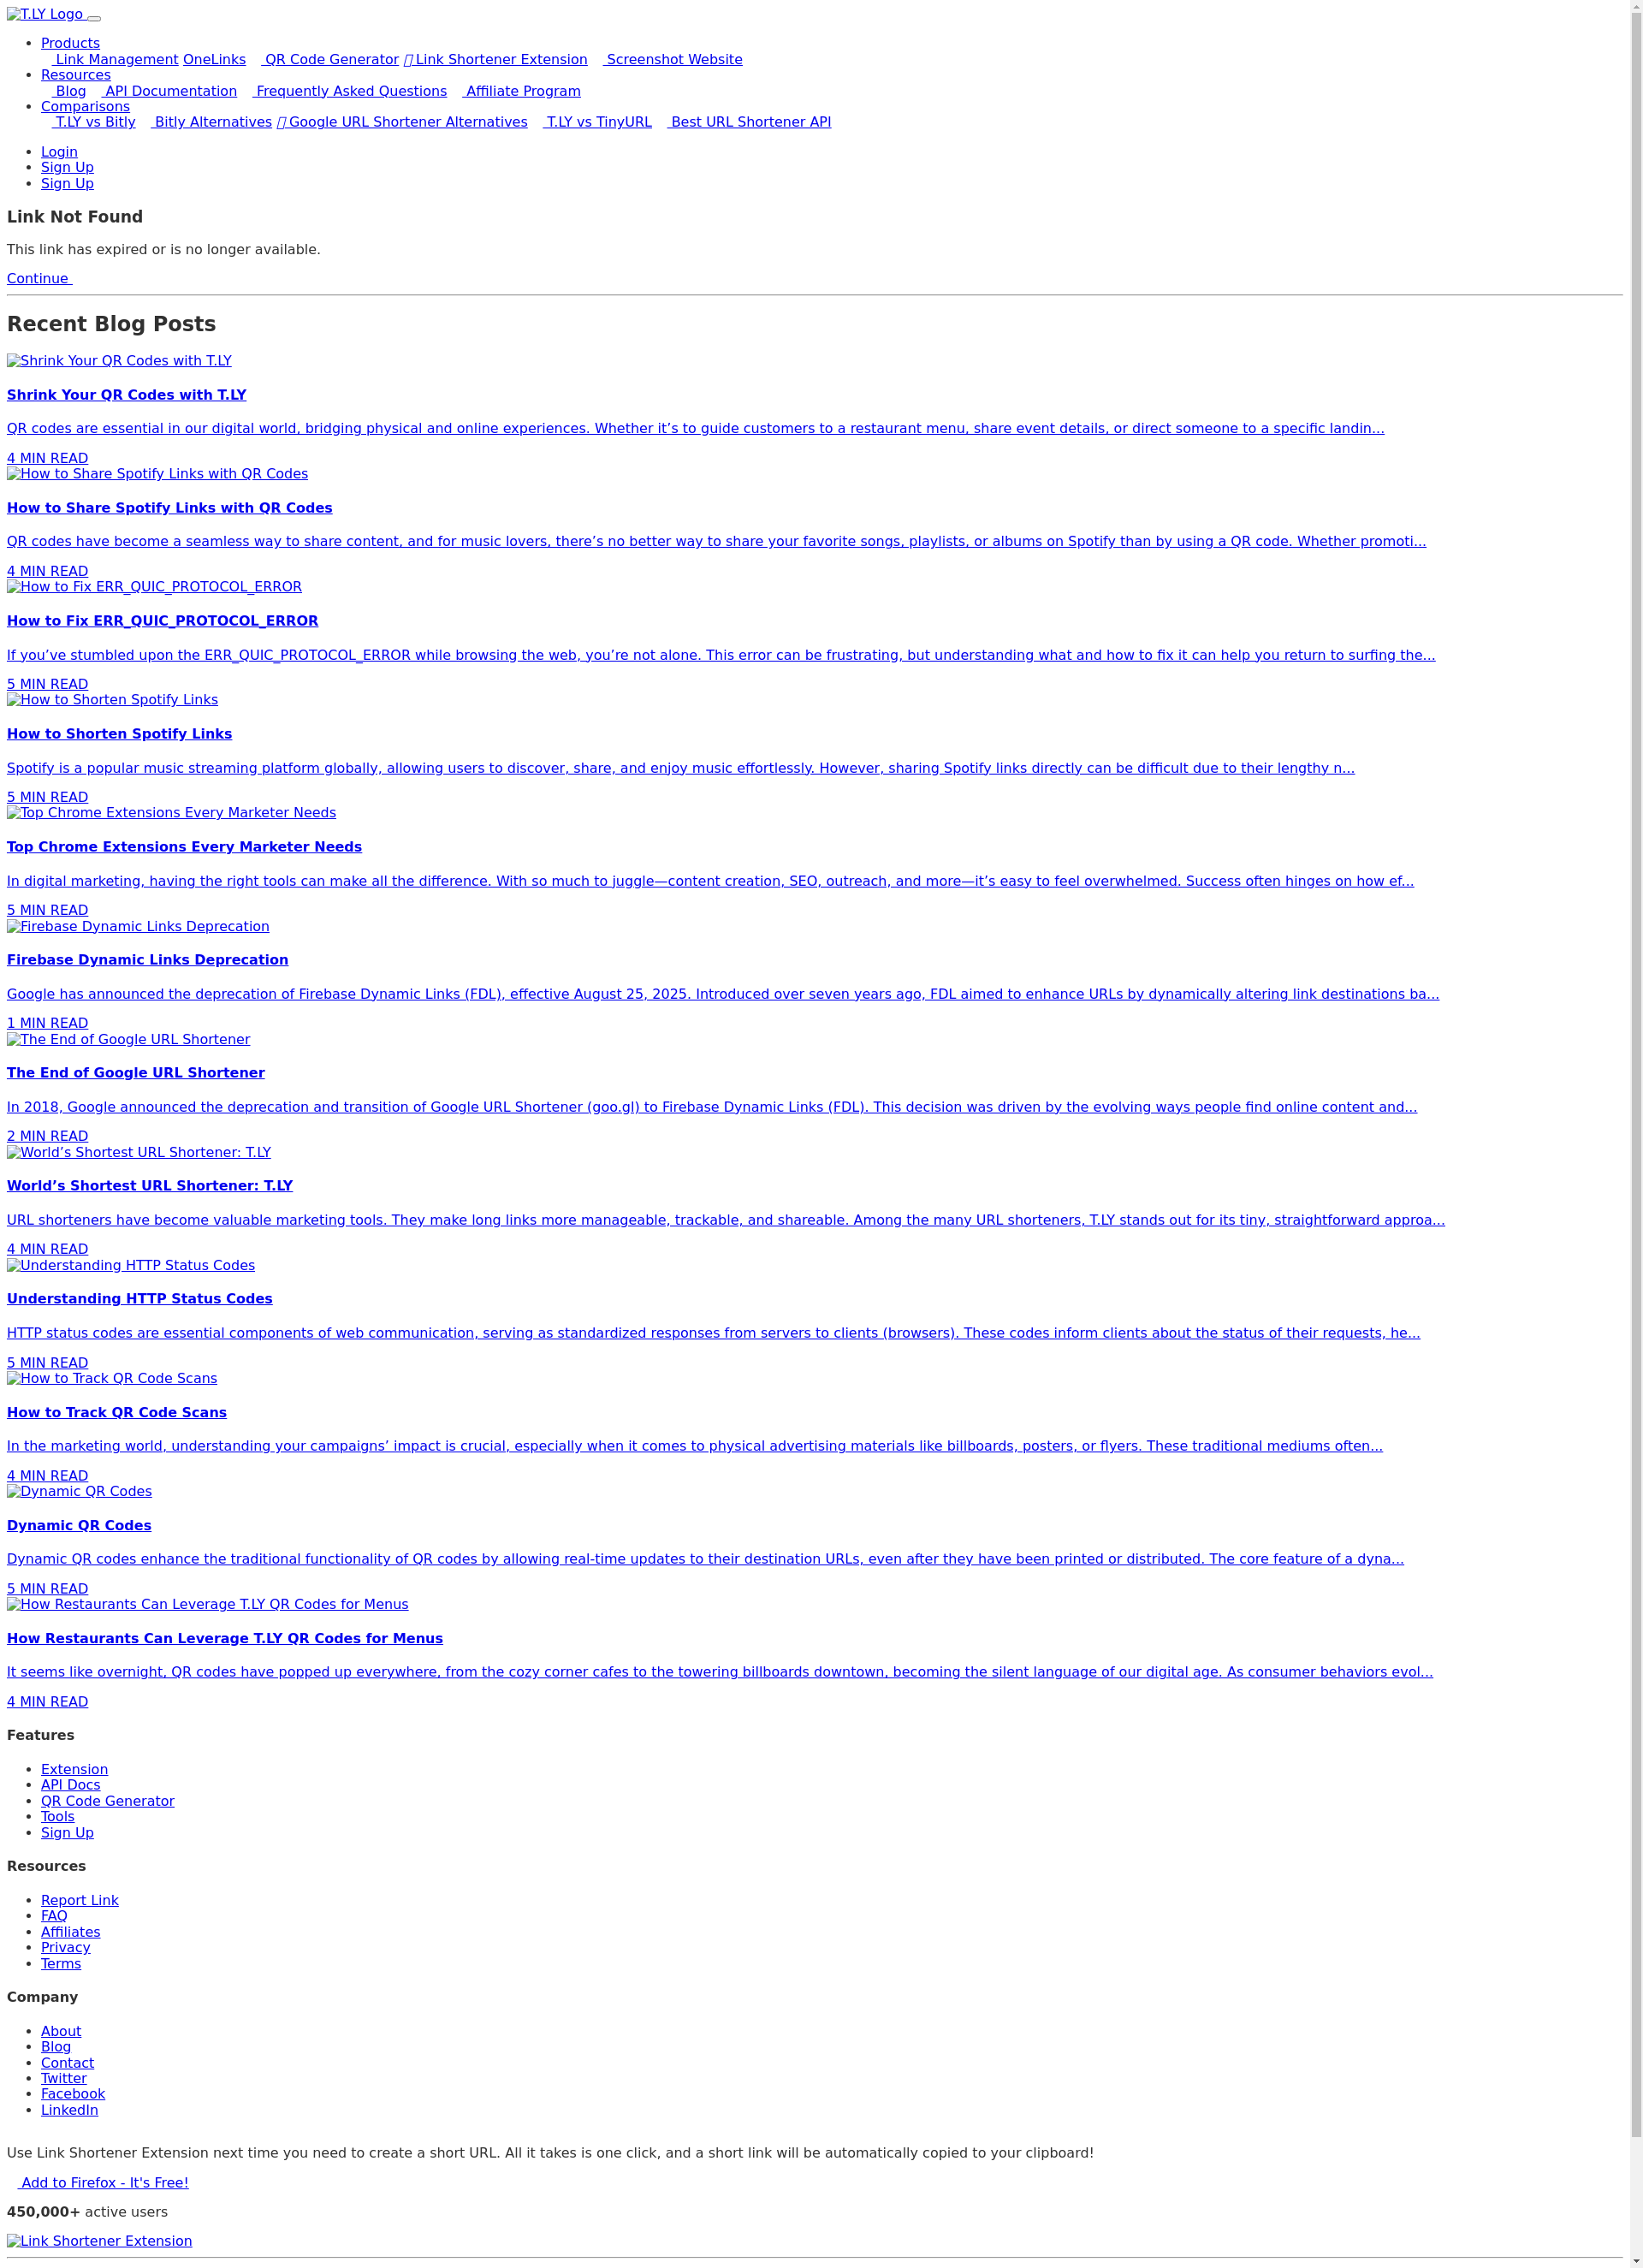 T.LY Logo
Products
Link Management OneLinks QR Code Generator Link Shortener Extension Screenshot Website
Resources
Blog API Documentation Frequently Asked Questions Affiliate Program
Comparisons
T.LY vs Bitly Bitly Alternatives Google URL Shortener Alternatives T.LY vs TinyURL Best URL Shortener API
Login
Sign Up
Sign Up
Link Not Found
This link has expired or is no longer available.
Continue
Recent Blog Posts
Shrink Your QR Codes with T.LY
Shrink Your QR Codes with T.LY
QR codes are essential in our digital world, bridging physical and online experiences. Whether it’s to guide customers to a restaurant menu, share event details, or direct someone to a specific landin...
4 MIN READ
How to Share Spotify Links with QR Codes
How to Share Spotify Links with QR Codes
QR codes have become a seamless way to share content, and for music lovers, there’s no better way to share your favorite songs, playlists, or albums on Spotify than by using a QR code. Whether promoti...
4 MIN READ
How to Fix ERR_QUIC_PROTOCOL_ERROR
How to Fix ERR_QUIC_PROTOCOL_ERROR
If you’ve stumbled upon the ERR_QUIC_PROTOCOL_ERROR while browsing the web, you’re not alone. This error can be frustrating, but understanding what and how to fix it can help you return to surfing the...
5 MIN READ
How to Shorten Spotify Links
How to Shorten Spotify Links
Spotify is a popular music streaming platform globally, allowing users to discover, share, and enjoy music effortlessly. However, sharing Spotify links directly can be difficult due to their lengthy n...
5 MIN READ
Top Chrome Extensions Every Marketer Needs
Top Chrome Extensions Every Marketer Needs
In digital marketing, having the right tools can make all the difference. With so much to juggle—content creation, SEO, outreach, and more—it’s easy to feel overwhelmed. Success often hinges on how ef...
5 MIN READ
Firebase Dynamic Links Deprecation
Firebase Dynamic Links Deprecation
Google has announced the deprecation of Firebase Dynamic Links (FDL), effective August 25, 2025. Introduced over seven years ago, FDL aimed to enhance URLs by dynamically altering link destinations ba...
1 MIN READ
The End of Google URL Shortener
The End of Google URL Shortener
In 2018, Google announced the deprecation and transition of Google URL Shortener (goo.gl) to Firebase Dynamic Links (FDL). This decision was driven by the evolving ways people find online content and...
2 MIN READ
World’s Shortest URL Shortener: T.LY
World’s Shortest URL Shortener: T.LY
URL shorteners have become valuable marketing tools. They make long links more manageable, trackable, and shareable. Among the many URL shorteners, T.LY stands out for its tiny, straightforward approa...
4 MIN READ
Understanding HTTP Status Codes
Understanding HTTP Status Codes
HTTP status codes are essential components of web communication, serving as standardized responses from servers to clients (browsers). These codes inform clients about the status of their requests, he...
5 MIN READ
How to Track QR Code Scans
How to Track QR Code Scans
In the marketing world, understanding your campaigns’ impact is crucial, especially when it comes to physical advertising materials like billboards, posters, or flyers. These traditional mediums often...
4 MIN READ
Dynamic QR Codes
Dynamic QR Codes
Dynamic QR codes enhance the traditional functionality of QR codes by allowing real-time updates to their destination URLs, even after they have been printed or distributed. The core feature of a dyna...
5 MIN READ
How Restaurants Can Leverage T.LY QR Codes for Menus
How Restaurants Can Leverage T.LY QR Codes for Menus
It seems like overnight, QR codes have popped up everywhere, from the cozy corner cafes to the towering billboards downtown, becoming the silent language of our digital age. As consumer behaviors evol...
4 MIN READ
Features
Extension
API Docs
QR Code Generator
Tools
Sign Up
Resources
Report Link
FAQ
Affiliates
Privacy
Terms
Company
About
Blog
Contact
Twitter
Facebook
LinkedIn
Use Link Shortener Extension next time you need to create a short URL. All it takes is one click, and a short link will be automatically copied to your clipboard!
Add to Firefox - It's Free!
450,000+ active users
Link Shortener Extension